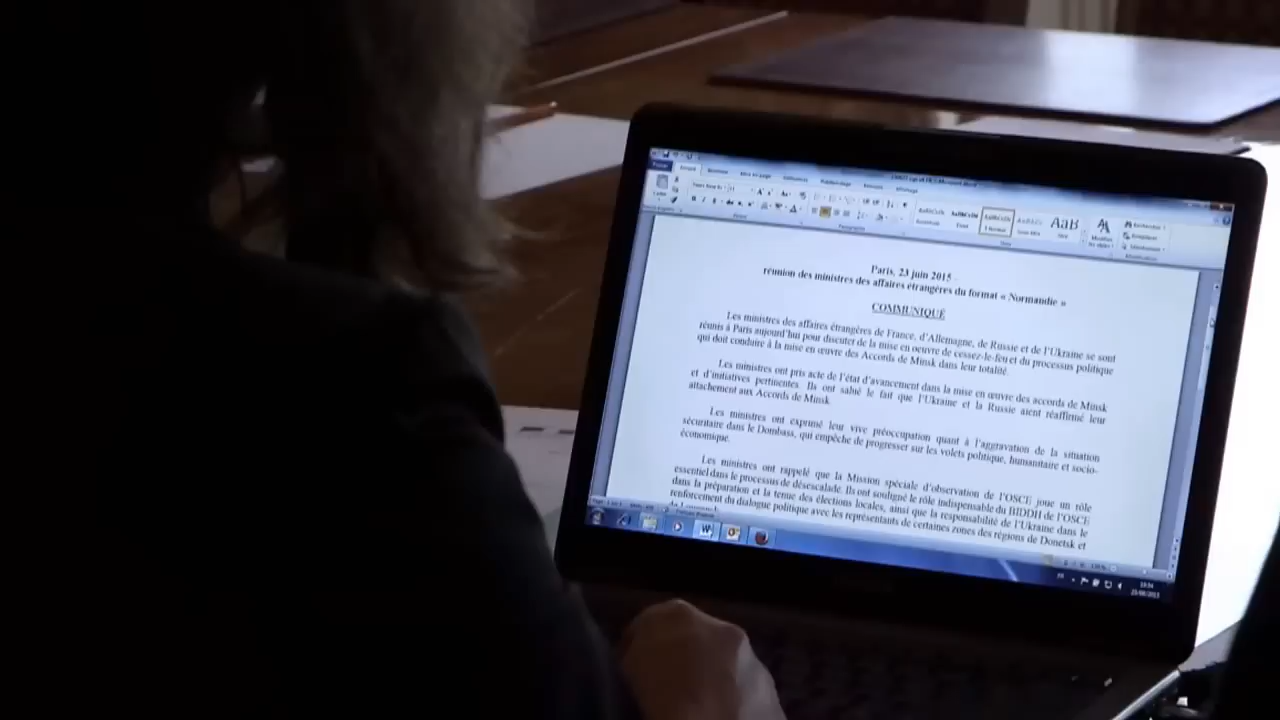 Paris, 23 juin 2015
réunion des ministres des affaires étrangères du format « Normandie »
COMMUNIQUÉ
Les ministres des affaires étrangères de France, d'Allemagne, de Russie et de l'Ukraine se sont
réunis à Paris aujourd'hui pour discuter de la mise en oeuvre de cessez-le-feu et du processus politique
qui doit conduire à la mise en œuvre des Accords de Minsk dans leur totalité.
Les ministres ont pris acte de l'état d'avancement dans la mise en œuvre des accords de Minsk
et d'initiatives pertinentes. Ils ont salué le fait que l'Ukraine et la Russie aient réaffirmé leur
attachement aux Accords de Minsk.
Les ministres ont exprimé leur vive préoccupation quant à l'aggravation de la situation
sécuritaire dans le Dombass, qui empêche de progresser sur les volets politique, humanitaire et socio-
économique.
Les ministres ont rappelé que la Mission spéciale d'observation de l'OSCE joue un rôle
essentiel dans le processus de désescalade. Ils ont souligné le rôle indispensable du BIDDH de l'OSCE
dans la préparation et la tenue des élections locales, ainsi que la responsabilité de l'Ukraine dans le
renforcement du dialogue politique avec les représentants de certaines zones des régions de Donetsk et